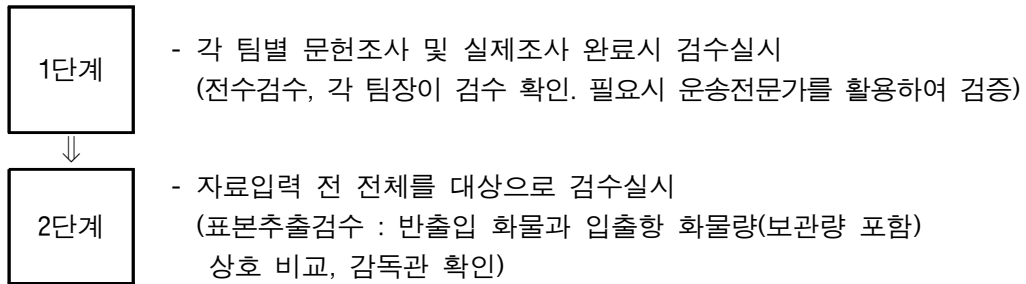 1단계
- 각 팀별 문헌조사 및 실제조사 완료시 검수실시
(전수검수, 각 팀장이 검수 확인. 필요시 운송전문가를 활용하여 검증)
⇓
2단계
- 자료입력 전 전체를 대상으로 검수실시
(표본추출검수 : 반출입 화물과 입출항 화물량(보관량 포함)
상호 비교, 감독관 확인)